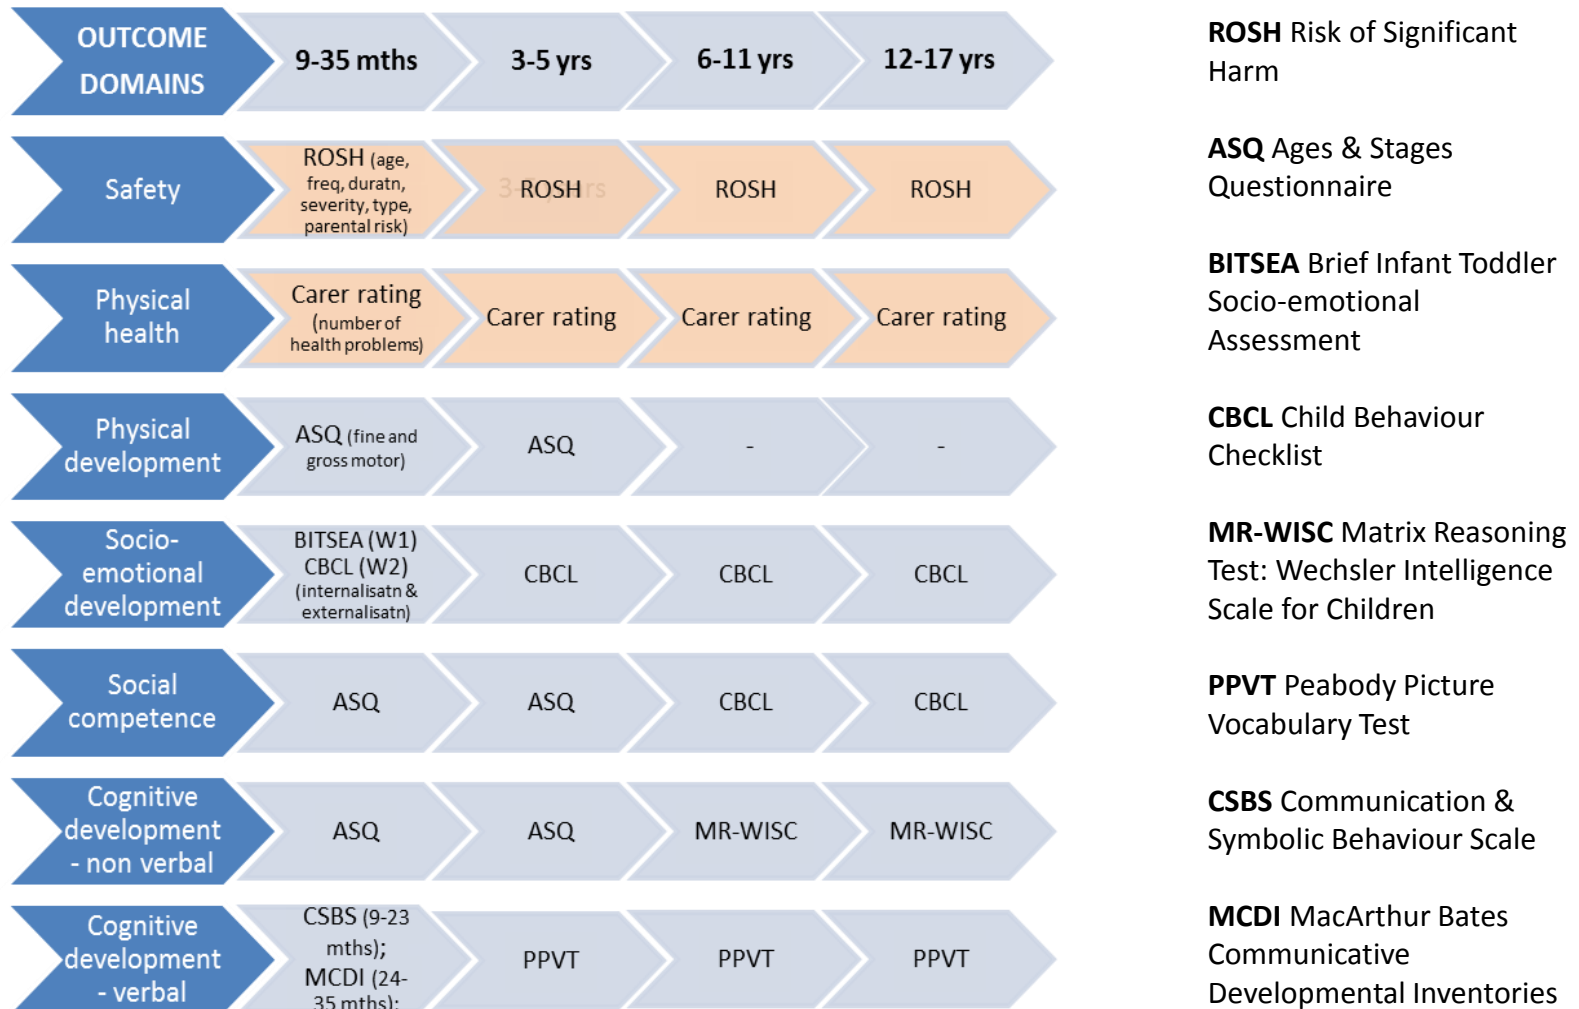 OUTCOME
DOMAINS
9-35 mths
3-5 yrs
6-11 yrs
12-17 yrs
Safety
ROSH (age,
freq, duratn,
severity, type,
parental risk)
ROSH
ROSH
ROSH
Physical
health
Carer rating
(number of
health problems)
Carer rating
Carer rating
Carer rating
Physical
development
ASQ (fine and
gross motor)
ASQ
-
-
Socio-
emotional
development
BITSEA (W1)
CBCL (W2)
(internalisatn &
externalisatn)
CBCL
CBCL
CBCL
Social
competence
ASQ
ASQ
CBCL
CBCL
Cognitive
development
- non verbal
ASQ
ASQ
MR-WISC
MR-WISC
Cognitive
development
- verbal
CSBS (9-23
mths);
MCDI (24-
35 mths);
PPVT
PPVT
PPVT
ROSH Risk of Significant
Harm
ASQ Ages & Stages
Questionnaire
BITSEA Brief Infant Toddler
Socio-emotional
Assessment
CBCL Child Behaviour
Checklist
MR-WISC Matrix Reasoning
Test: Wechsler Intelligence
Scale for Children
PPVT Peabody Picture
Vocabulary Test
CSBS Communication &
Symbolic Behaviour Scale
MCDI MacArthur Bates
Communicative
Developmental Inventories